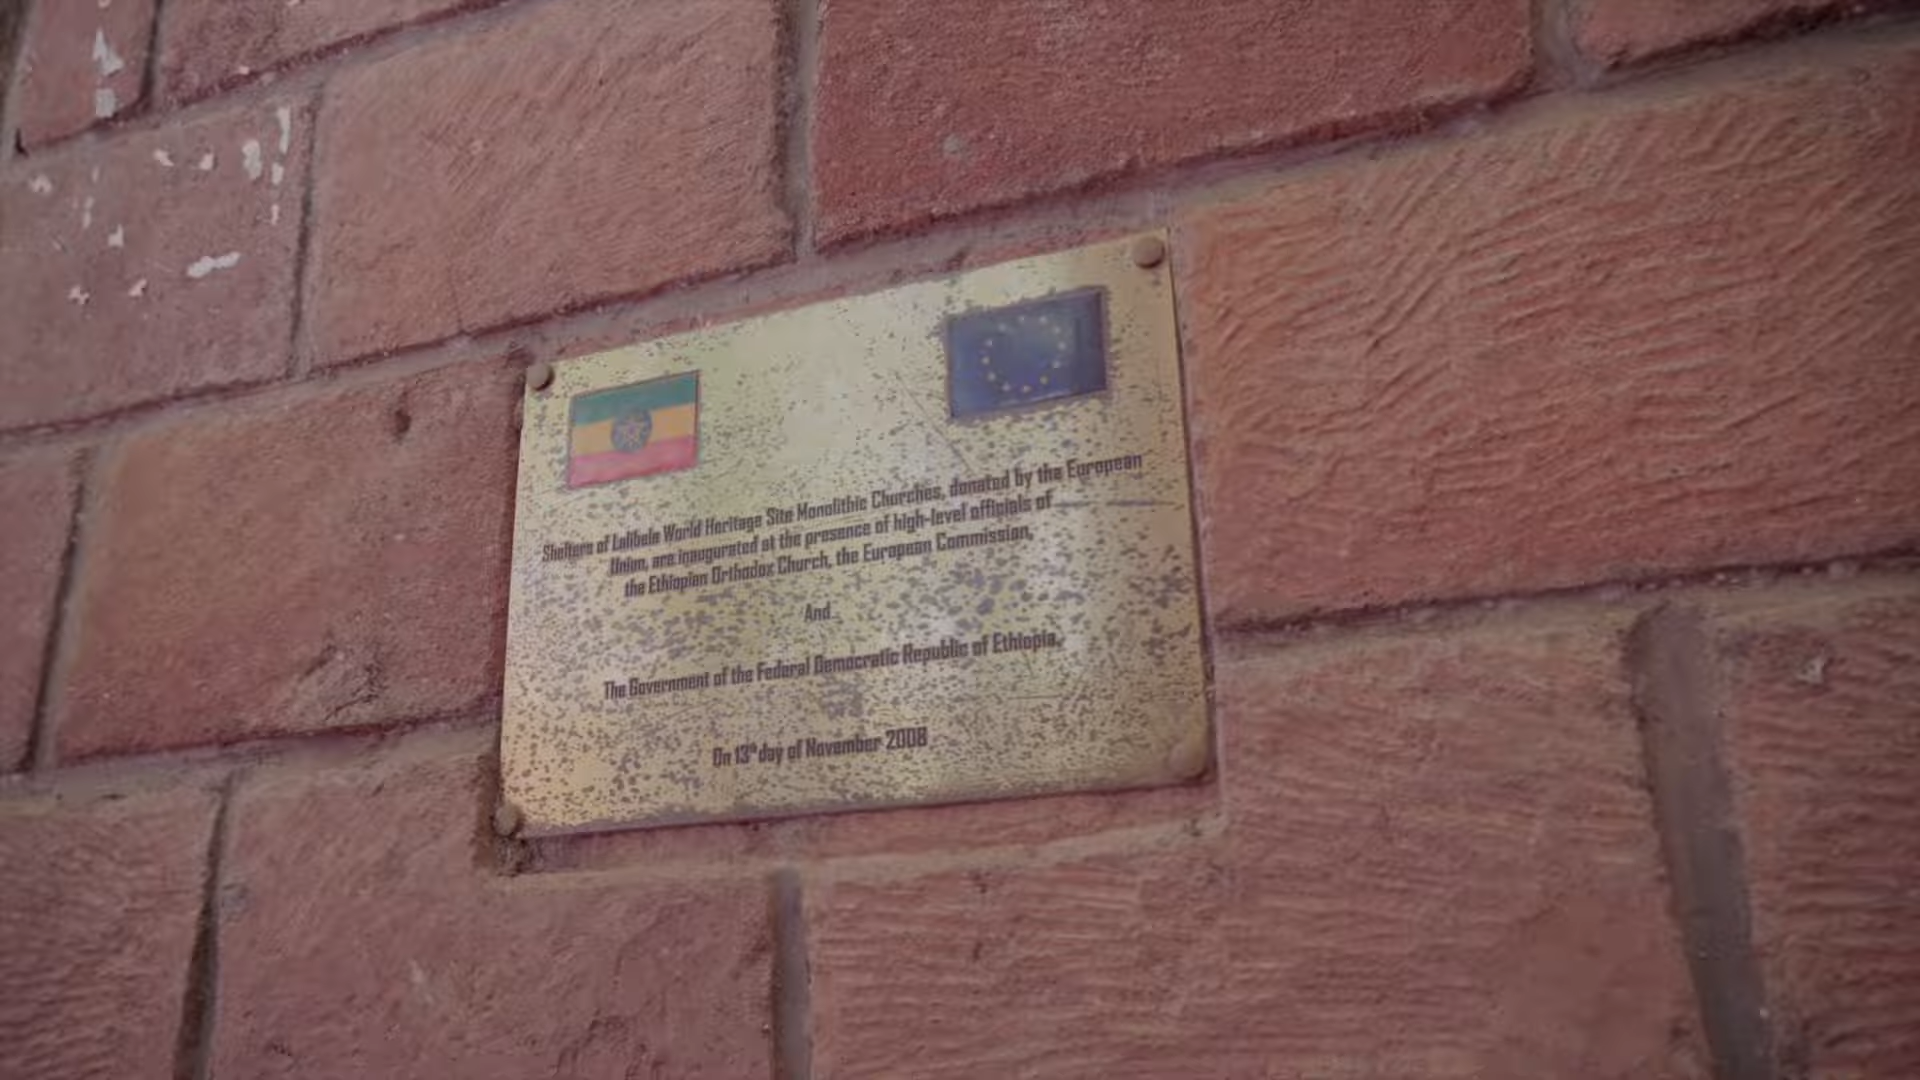 Shelters of Lalibela World Heritage Site Monolithic Churches, donated by the European
Union, are inaugurated at the presence of high-level officials of
the Ethiopian Orthodox Church, the European Commission,
And
The Government of the Federal Democratic Republic of Ethiopia,
On 13th day of November 2008